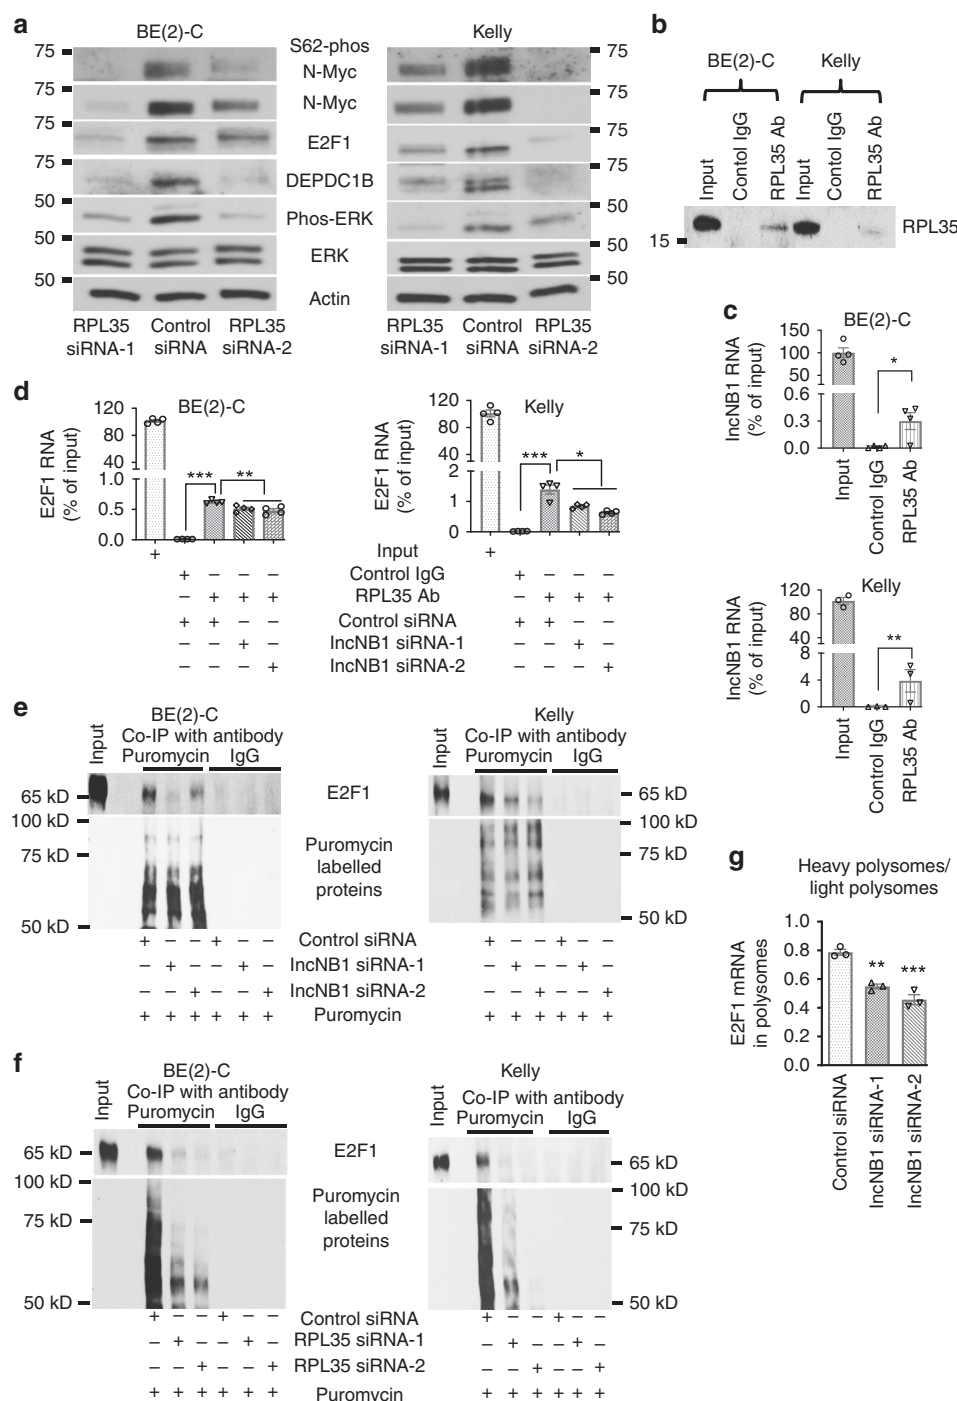 a
BE(2)-C
Kelly
75
75
75
75
50
50
50
S62-phos
N-Myc
N-Myc
E2F1
DEPDC1B
Phos-ERK
ERK
Actin
75
75
75
75
50
50
50
RPL35 siRNA-1
Control siRNA
RPL35 siRNA-2
RPL35 siRNA-1
Control siRNA
RPL35 siRNA-2
b
BE(2)-C
Kelly
Input
Contol IgG
RPL35 Ab
Input
Control IgG
RPL35 Ab
15
RPL35
c
BE(2)-C
lncNB1 RNA
(% of input)
150
100
50
0.6
0.3
0.0
*
Input
Control IgG
RPL35 Ab
Kelly
lncNB1 RNA
(% of input)
120
100
80
4
2
0
**
Input
Control IgG
RPL35 Ab
d
BE(2)-C
E2F1 RNA
(% of input)
120
100
80
1.0
0.5
0.0
***
**
Kelly
E2F1 RNA
(% of input)
120
100
80
2
1
0
***
*
+ Input +
+ – – – Control IgG + – – –
– + + + RPL35 Ab – + + +
+ + – – Control siRNA + + – –
– – + – lncNB1 siRNA-1 – – + –
– – – + lncNB1 siRNA-2 – – – +
e
BE(2)-C
Input
Co-IP with antibody
Puromycin
IgG
Kelly
Input
Co-IP with antibody
Puromycin
IgG
65 kD
E2F1
65 kD
100 kD
100 kD
75 kD
Puromycin
labelled
proteins
75 kD
50 kD
50 kD
+ – – + – – Control siRNA + – – + – –
– + – – + – lncNB1 siRNA-1 – + – – + –
– – + – – + lncNB1 siRNA-2 – – + – – +
+ + + + + + Puromycin + + + + + +
f
BE(2)-C
Input
Co-IP with antibody
Puromycin
IgG
Kelly
Input
Co-IP with antibody
Puromycin
IgG
65 kD
E2F1
65 kD
100 kD
100 kD
75 kD
Puromycin
labelled
proteins
75 kD
50 kD
50 kD
+ – – + – – Control siRNA + – – + – –
– + – – + – RPL35 siRNA-1 – + – – + –
– – + – – + RPL35 siRNA-2 – – + – – +
+ + + + + + Puromycin + + + + + +
g
Heavy polysomes/
light polysomes
E2F1 mRNA
in polysomes
1.0
0.8
0.6
0.4
0.2
0.0
**
***
Control siRNA
lncNB1 siRNA-1
lncNB1 siRNA-2